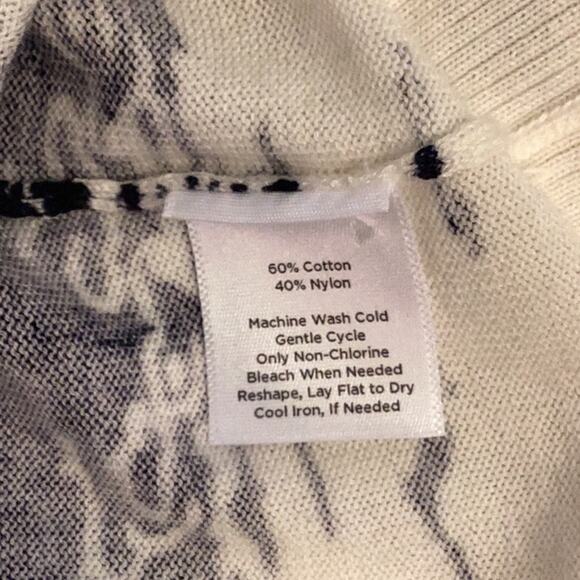 60% Cotton
40% Nylon
Machine Wash Cold
Gentle Cycle
Only Non-Chlorine
Bleach When Needed
Reshape, Lay Flat to Dry
Cool Iron, If Needed